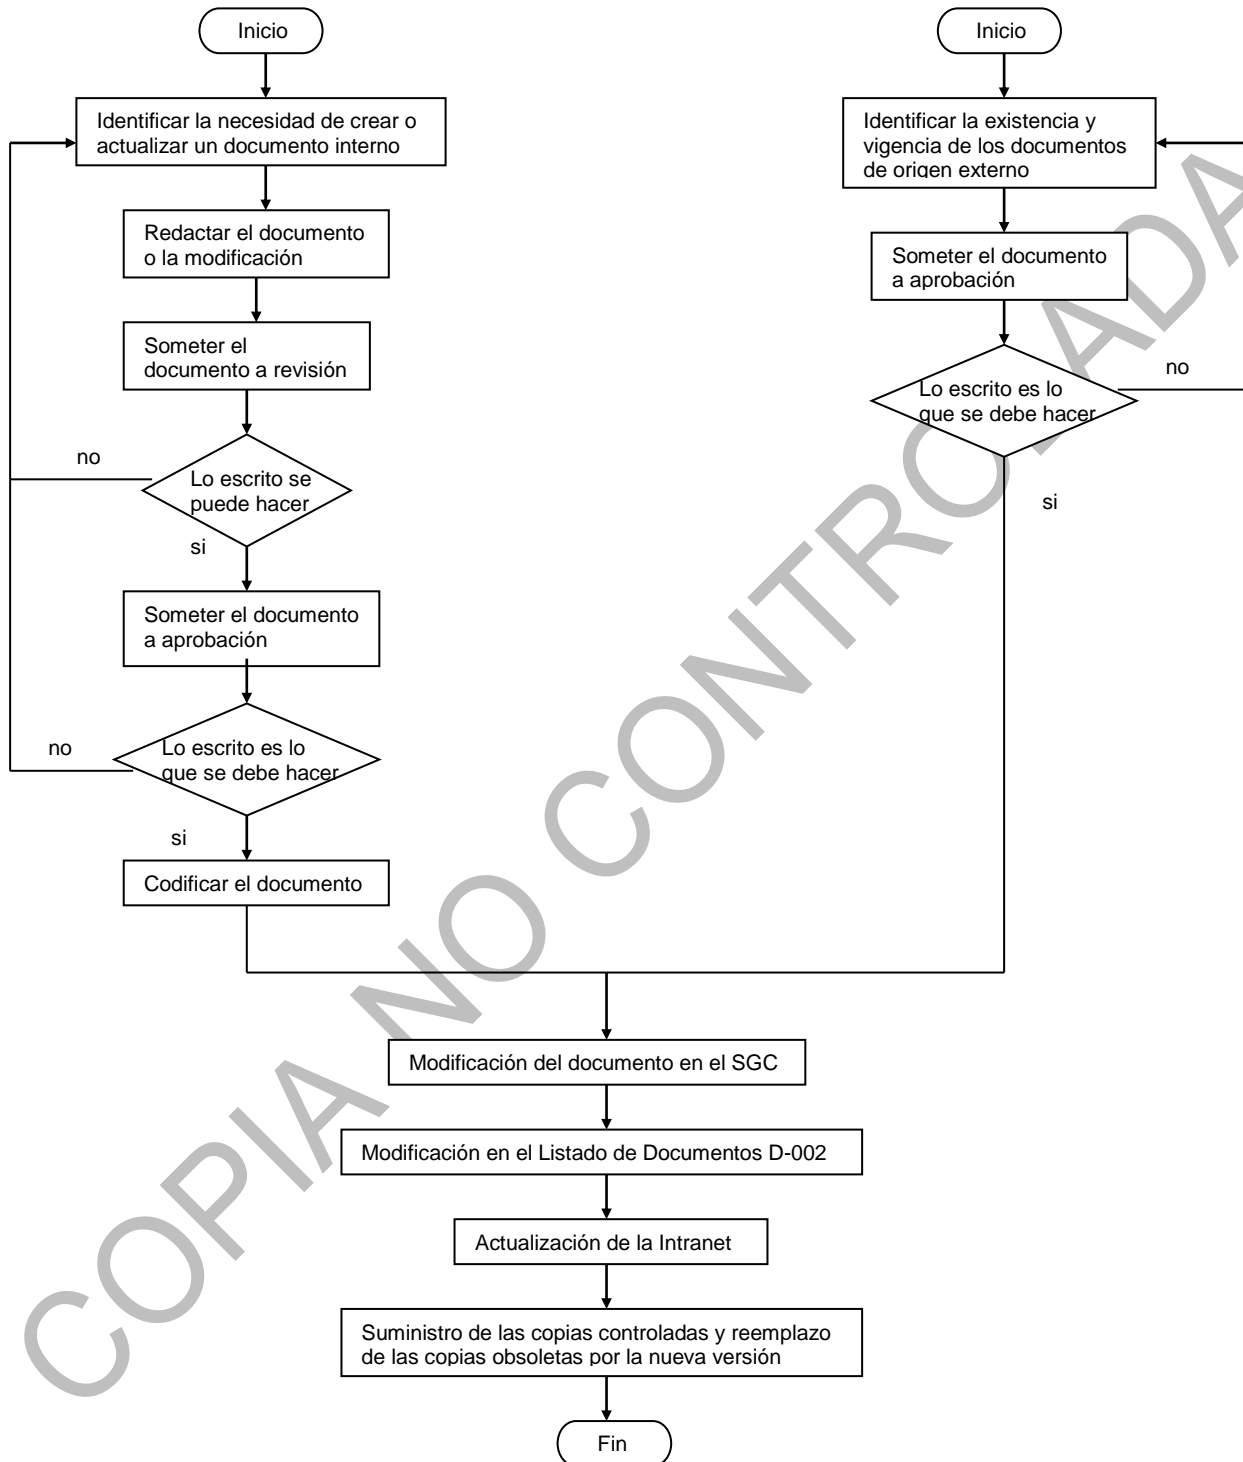 Inicio
Identificar la necesidad de crear o
actualizar un documento interno
Redactar el documento
o la modificación
Someter el
documento a revisión
no
Lo escrito se
puede hacer
si
Someter el documento
a aprobación
no
Lo escrito es lo
que se debe hacer
si
Codificar el documento
Inicio
Identificar la existencia y
vigencia de los documentos
de origen externo
Someter el documento
a aprobación
no
Lo escrito es lo
que se debe hacer
si
Modificación del documento en el SGC
Modificación en el Listado de Documentos D-002
Actualización de la Intranet
Suministro de las copias controladas y reemplazo
de las copias obsoletas por la nueva versión
Fin
COPIA NO CONTROLADA